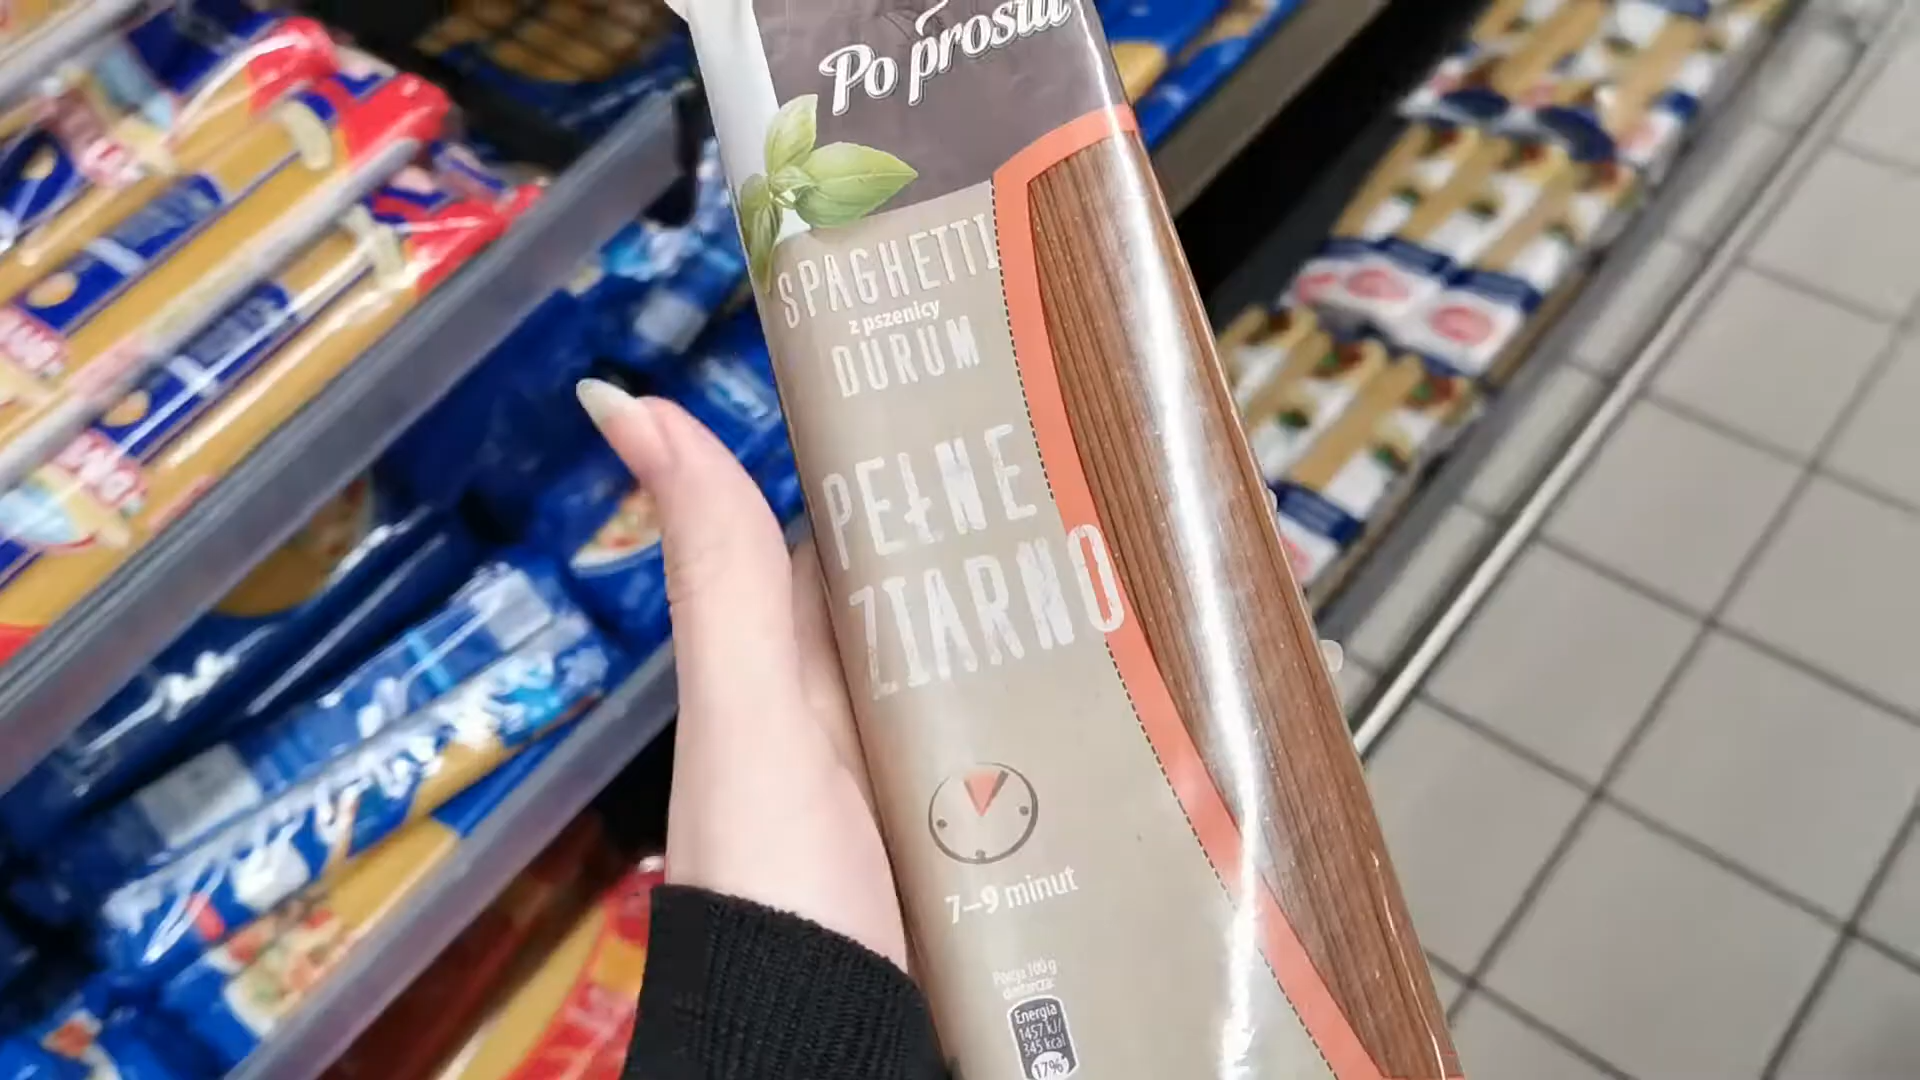 Po prostu
SPAGHETTI
z pszenicy
DURUM
PEŁNE
ZIARNO
7–9 minut
Porcja 100 g
dostarcza:
Energia
1457 kJ/
345 kcal
17%